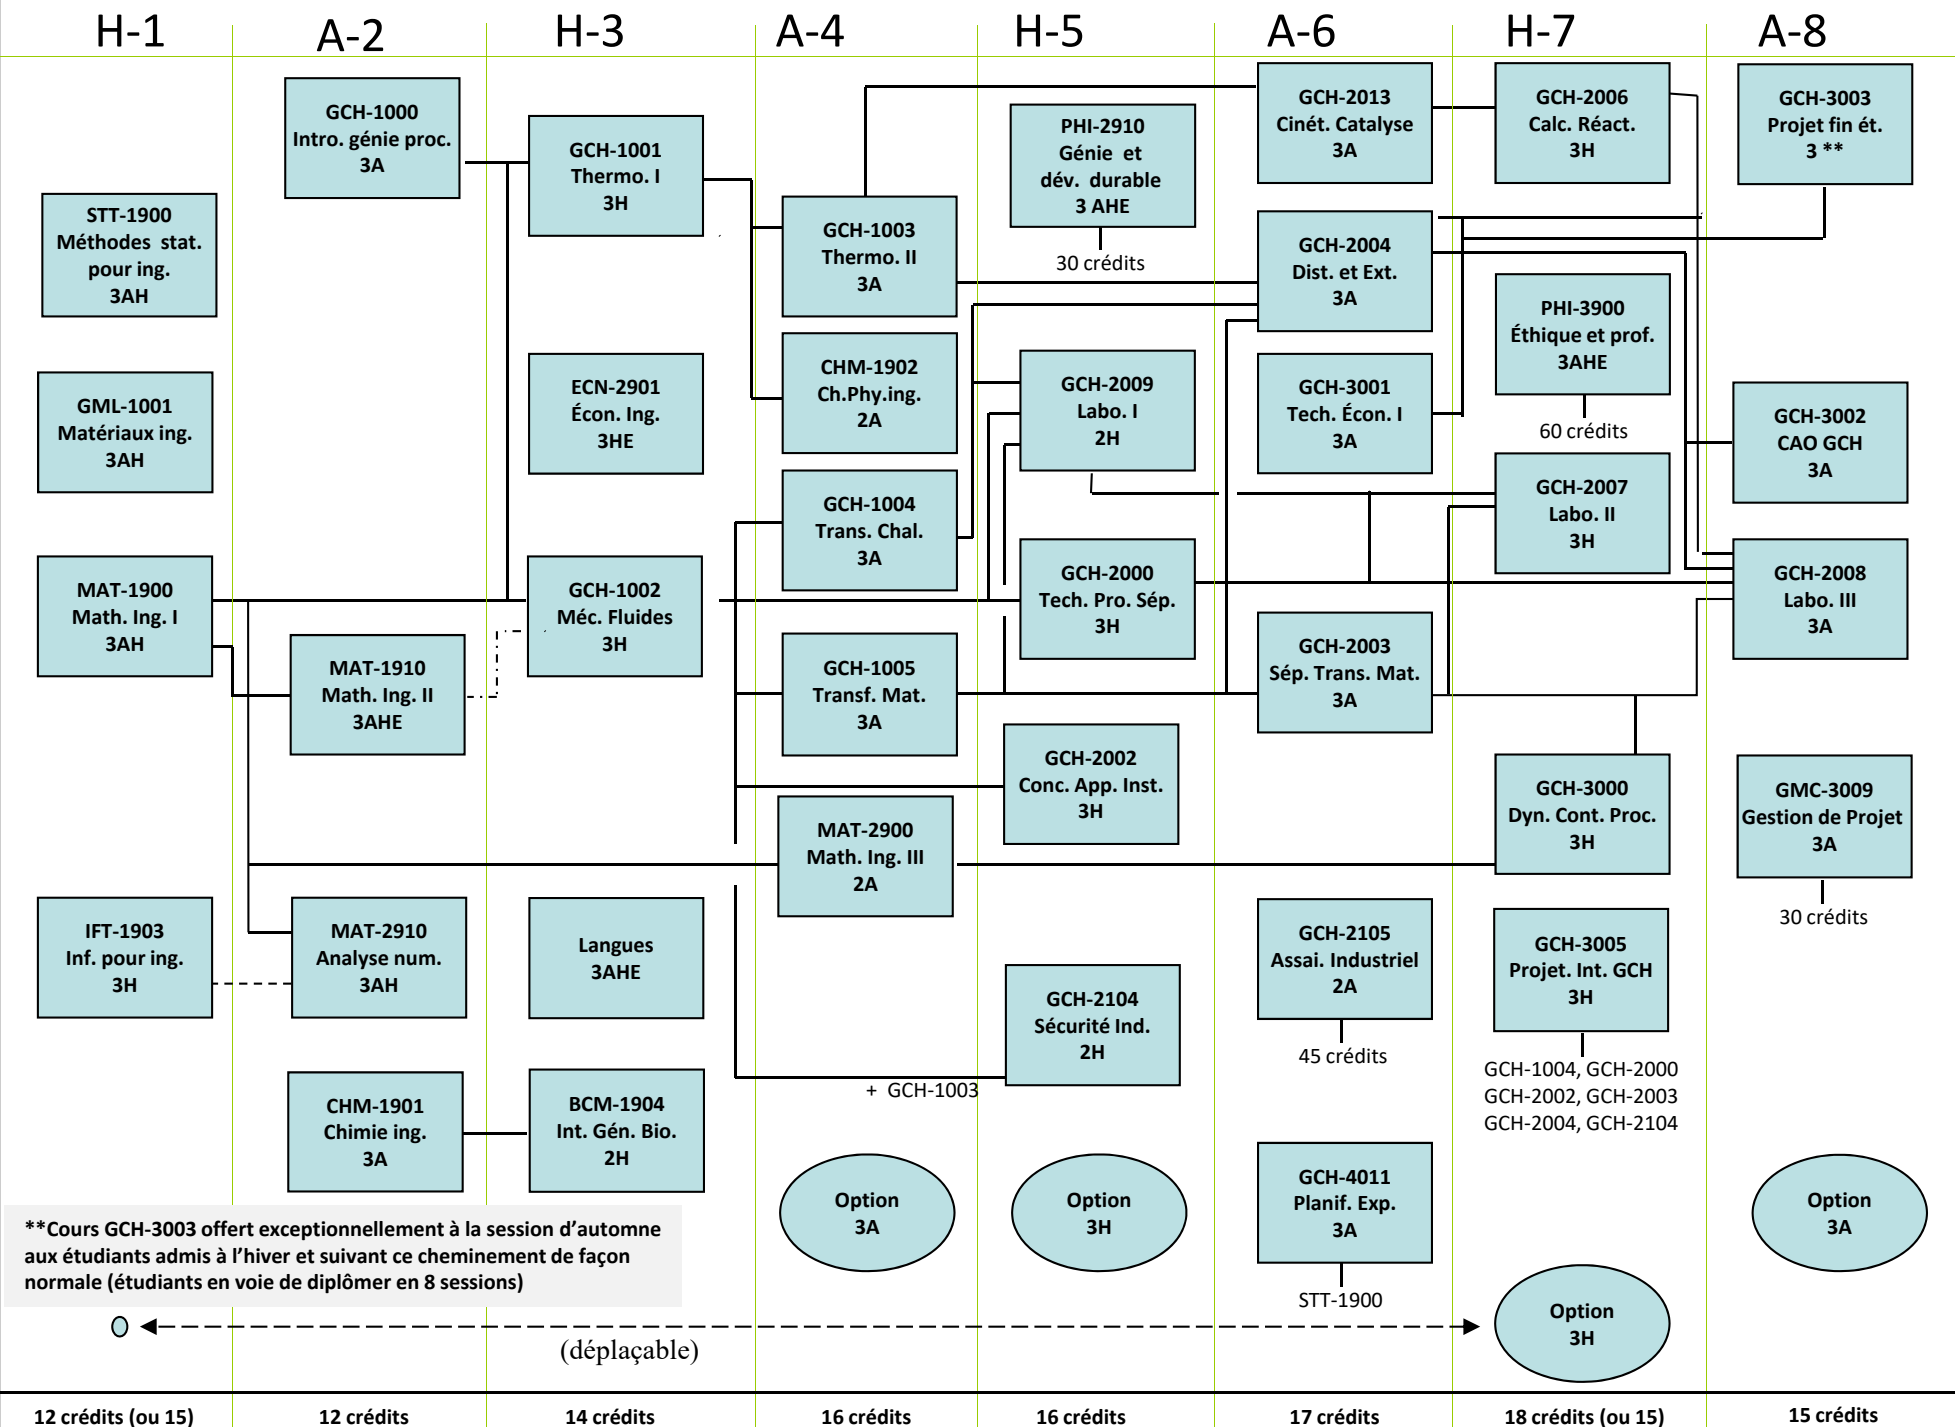 H-1
A-2
H-3
A-4
H-5
A-6
H-7
A-8
STT-1900
Méthodes stat.
pour ing.
3AH
GML-1001
Matériaux ing.
3AH
MAT-1900
Math. Ing. I
3AH
IFT-1903
Inf. pour ing.
3H
GCH-1000
Intro. génie proc.
3A
MAT-1910
Math. Ing. II
3AHE
MAT-2910
Analyse num.
3AH
CHM-1901
Chimie ing.
3A
GCH-1001
Thermo. I
3H
ECN-2901
Écon. Ing.
3HE
GCH-1002
Méc. Fluides
3H
Langues
3AHE
BCM-1904
Int. Gén. Bio.
2H
GCH-1003
Thermo. II
3A
CHM-1902
Ch.Phy.ing.
2A
GCH-1004
Trans. Chal.
3A
GCH-1005
Transf. Mat.
3A
MAT-2900
Math. Ing. III
2A
+ GCH-1003
Option
3A
PHI-2910
Génie et
dév. durable
3 AHE
30 crédits
GCH-2009
Labo. I
2H
GCH-2000
Tech. Pro. Sép.
3H
GCH-2002
Conc. App. Inst.
3H
GCH-2104
Sécurité Ind.
2H
Option
3H
GCH-2013
Cinét. Catalyse
3A
GCH-2004
Dist. et Ext.
3A
GCH-3001
Tech. Écon. I
3A
GCH-2003
Sép. Trans. Mat.
3A
GCH-2105
Assai. Industriel
2A
45 crédits
GCH-4011
Planif. Exp.
3A
STT-1900
GCH-2006
Calc. Réact.
3H
PHI-3900
Éthique et prof.
3AHE
60 crédits
GCH-2007
Labo. II
3H
GCH-3000
Dyn. Cont. Proc.
3H
GCH-3005
Projet. Int. GCH
3H
GCH-1004, GCH-2000
GCH-2002, GCH-2003
GCH-2004, GCH-2104
Option
3H
GCH-3003
Projet fin ét.
3 **
GCH-3002
CAO GCH
3A
GCH-2008
Labo. III
3A
GMC-3009
Gestion de Projet
3A
30 crédits
Option
3A
**Cours GCH-3003 offert exceptionnellement à la session d'automne
aux étudiants admis à l'hiver et suivant ce cheminement de façon
normale (étudiants en voie de diplômer en 8 sessions)
(déplaçable)
12 crédits (ou 15)
12 crédits
14 crédits
16 crédits
16 crédits
17 crédits
18 crédits (ou 15)
15 crédits